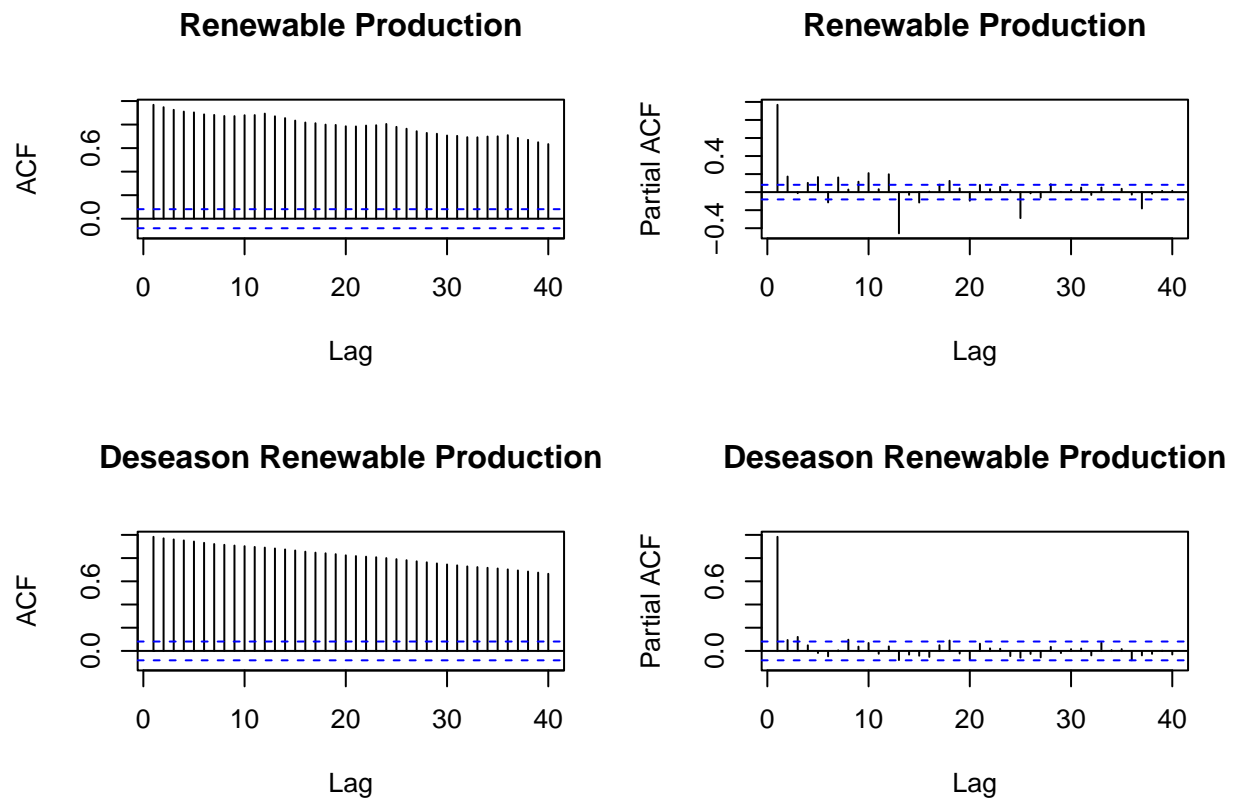 Renewable Production
ACF
0.0 0.6
0 10 20 30 40
Lag
Renewable Production
Partial ACF
−0.4 0.4
0 10 20 30 40
Lag
Deseason Renewable Production
ACF
0.0 0.6
0 10 20 30 40
Lag
Deseason Renewable Production
Partial ACF
0.0 0.6
0 10 20 30 40
Lag